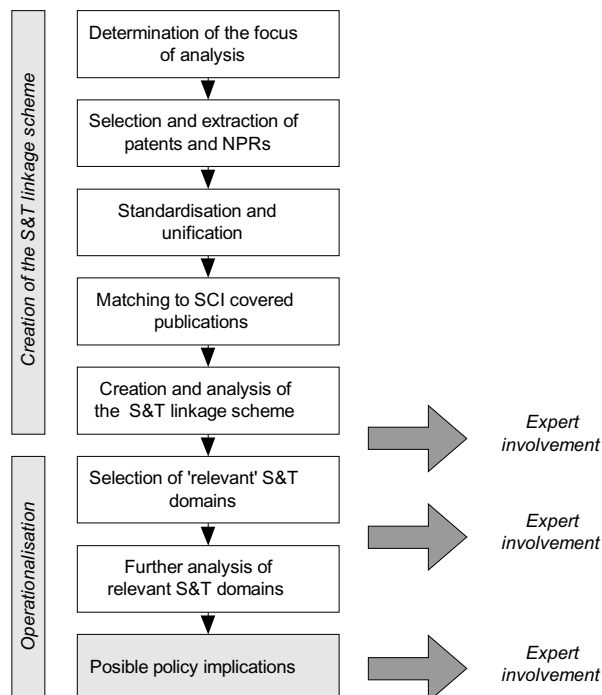 Creation of the S&T linkage scheme
Determination of the focus
of analysis
Selection and extraction of
patents and NPRs
Standardisation and
unification
Matching to SCI covered
publications
Creation and analysis of
the S&T linkage scheme
Expert
involvement
Operationalisation
Selection of 'relevant' S&T
domains
Expert
involvement
Further analysis of
relevant S&T domains
Posible policy implications
Expert
involvement